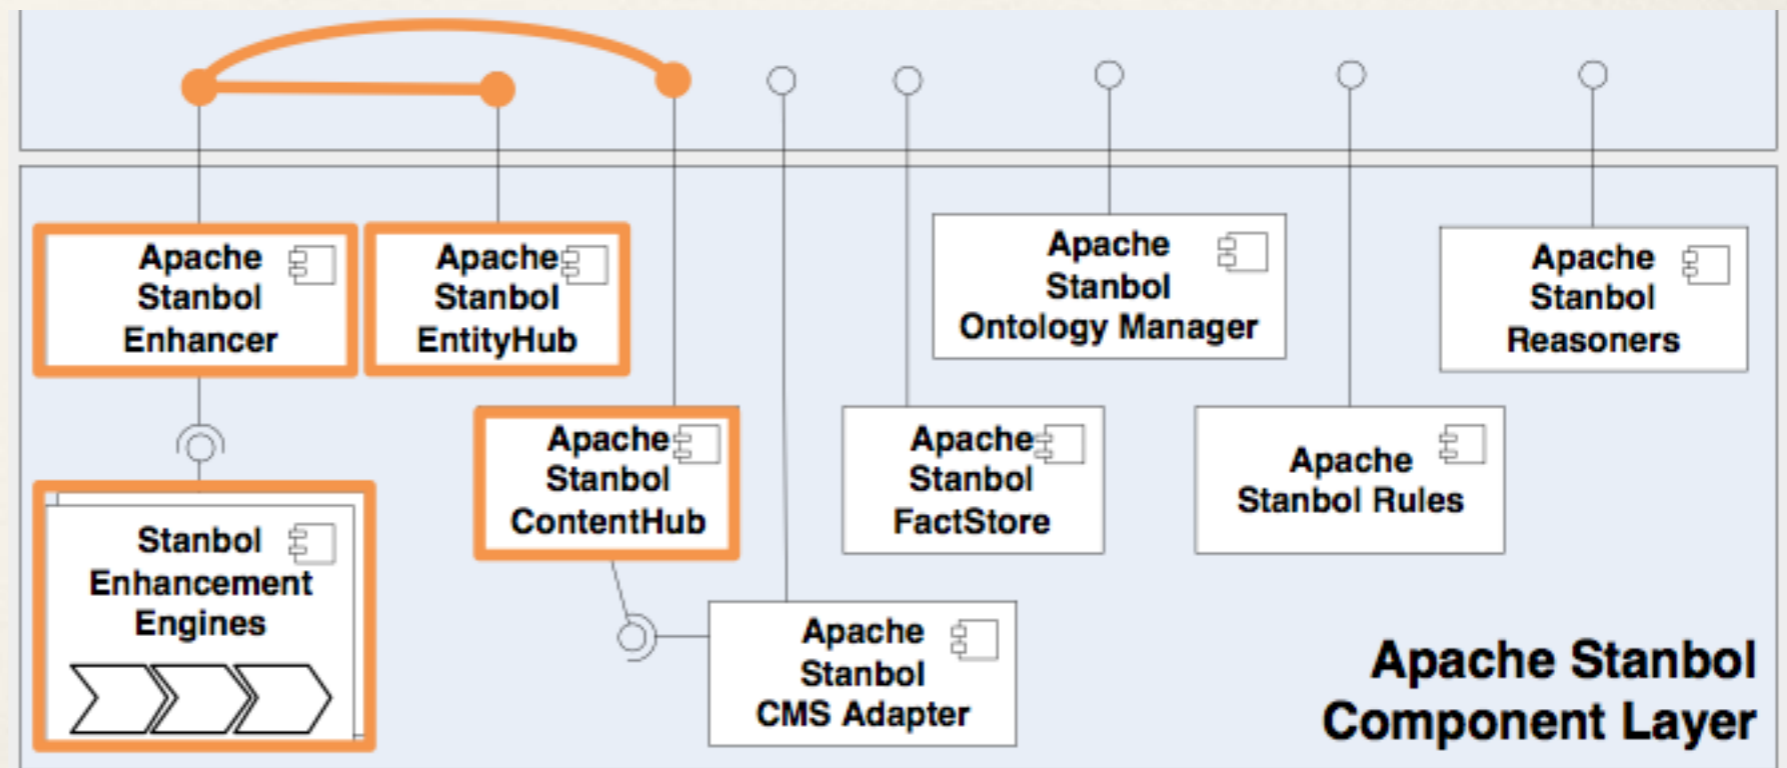 Apache
Stanbol
Enhancer
Apache
Stanbol
EntityHub
Apache
Stanbol
Ontology Manager
Apache
Stanbol
Reasoners
Apache
Stanbol
ContentHub
Apache
Stanbol
FactStore
Apache
Stanbol Rules
Stanbol
Enhancement
Engines
Apache
Stanbol
CMS Adapter
Apache Stanbol
Component Layer